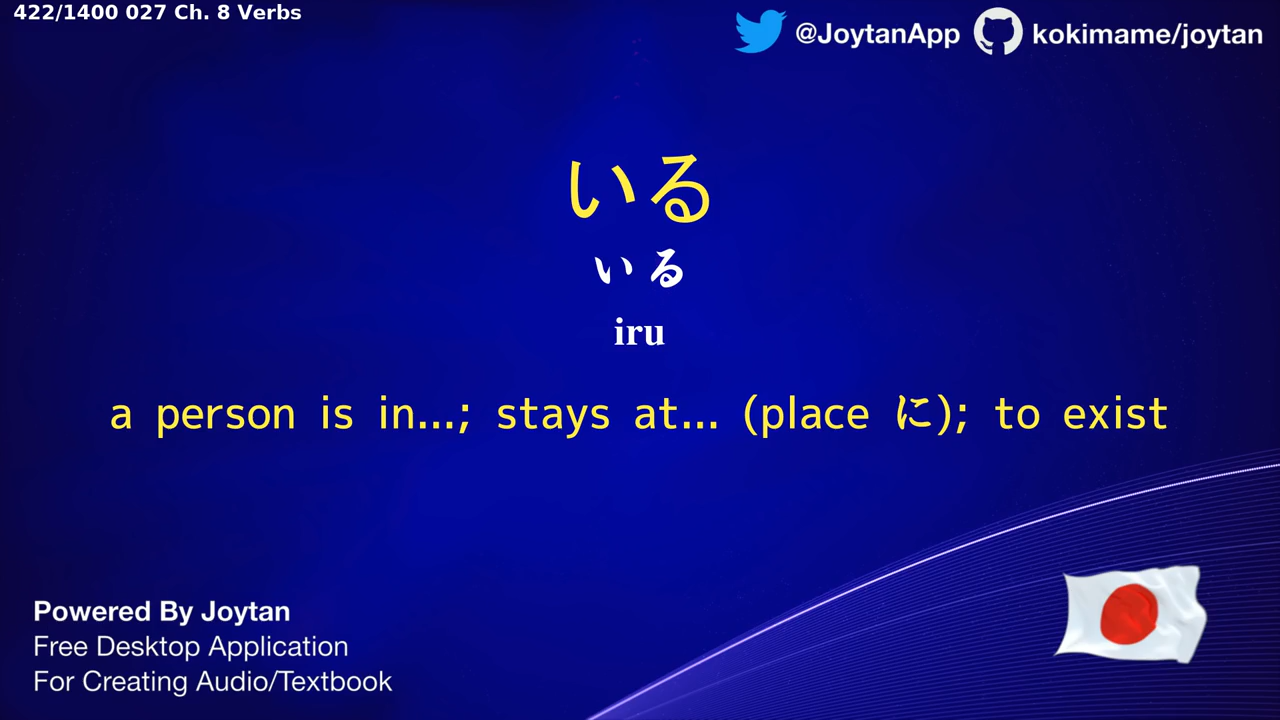 422/1400 027 Ch. 8 Verbs
@JoytanApp kokimame/joytan
いる
いる
iru
a person is in...; stays at... (place に); to exist
Powered By Joytan
Free Desktop Application
For Creating Audio/Textbook